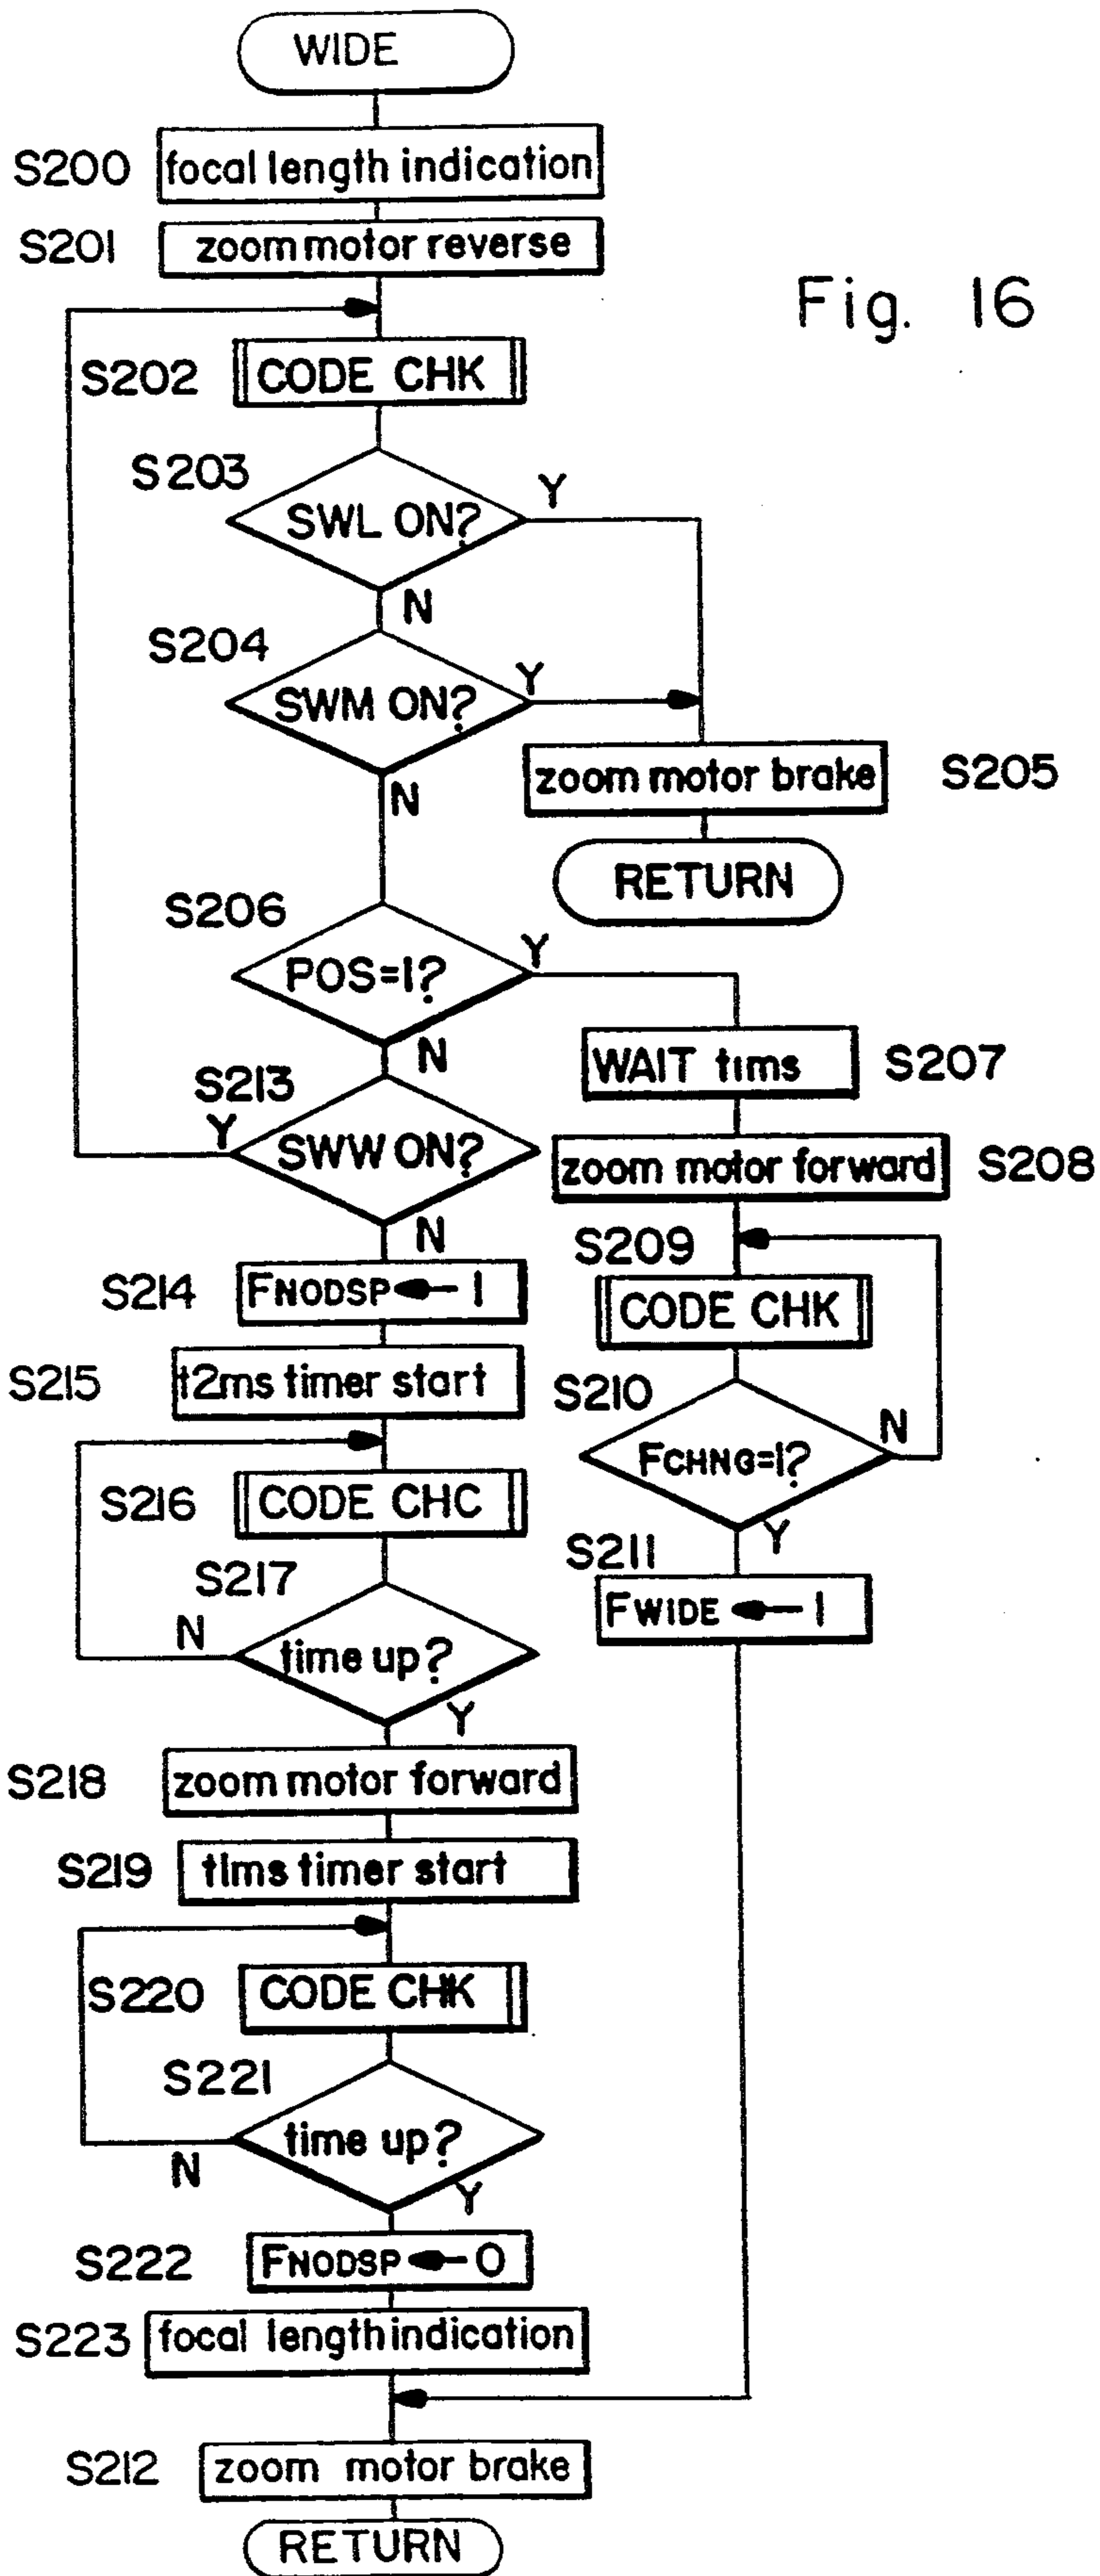 WIDE
S200 focal length indication
S201 zoom motor reverse
Fig. 16
S202 CODE CHK
S203 SWL ON?
Y
N
S204 SWM ON?
Y
N
zoom motor brake S205
RETURN
S206 POS=1?
Y
N
WAIT t1ms S207
zoom motor forward S208
S209 CODE CHK
S210 FCHNG=1?
N
Y
S211 FWIDE ← 1
S213 SWW ON?
Y
N
S214 FNODSP ← 1
S215 t2ms timer start
S216 CODE CHC
S217 time up?
N
Y
S218 zoom motor forward
S219 t1ms timer start
S220 CODE CHK
S221 time up?
N
Y
S222 FNODSP ← 0
S223 focal length indication
S212 zoom motor brake
RETURN